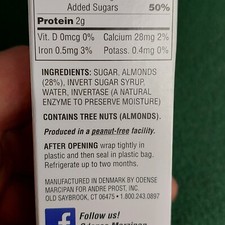 Added Sugars 50%
Protein 2g
Vit. D 0mcg 0% • Calcium 28mg 2%
Iron 0.5mg 3% • Potass. 0.4mg 0%
INGREDIENTS: SUGAR, ALMONDS
(28%), INVERT SUGAR SYRUP,
WATER, INVERTASE (A NATURAL
ENZYME TO PRESERVE MOISTURE)
CONTAINS TREE NUTS (ALMONDS).
Produced in a peanut-free facility.
AFTER OPENING wrap tightly in
plastic and then seal in plastic bag.
Refrigerate up to two months.
MANUFACTURED IN DENMARK BY ODENSE
MARCIPAN FOR ANDRE PROST, INC.
OLD SAYBROOK, CT 06475 • 1.800.243.0897
f Follow us!
Odense Marzipan